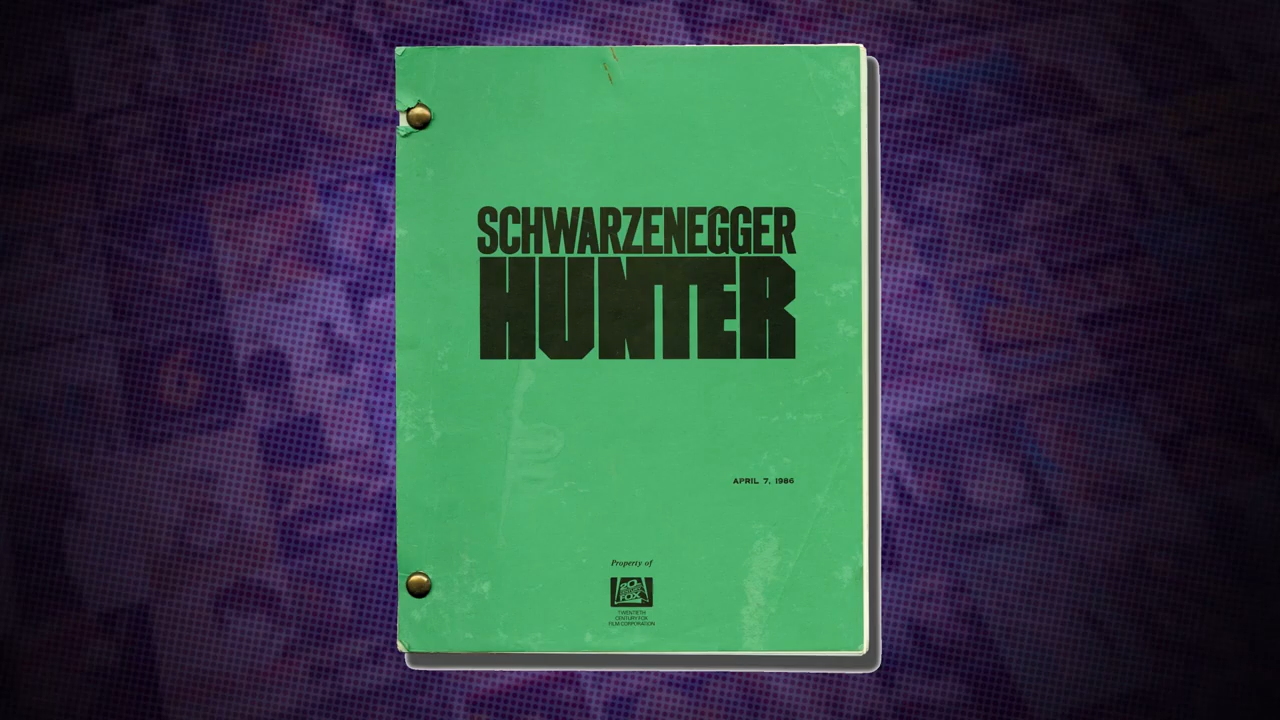 SCHWARZENEGGER
HUNTER
APRIL 7, 1986
Property of
20th
CENTURY
FOX
TWENTIETH
CENTURY FOX
FILM CORPORATION